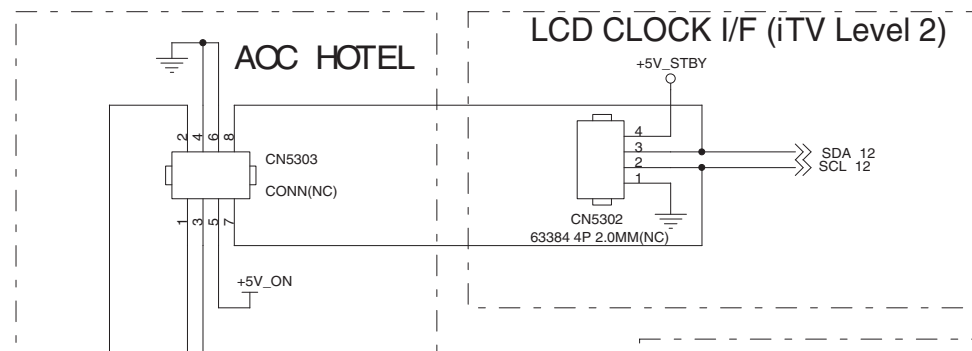 LCD CLOCK I/F (iTV Level 2)
AOC HOTEL
+5V_STBY
2
4
6
8
CN5303
CONN(NC)
1
3
5
7
+5V_ON
4
3
2
1
SDA 12
SCL 12
CN5302
63384 4P 2.0MM(NC)